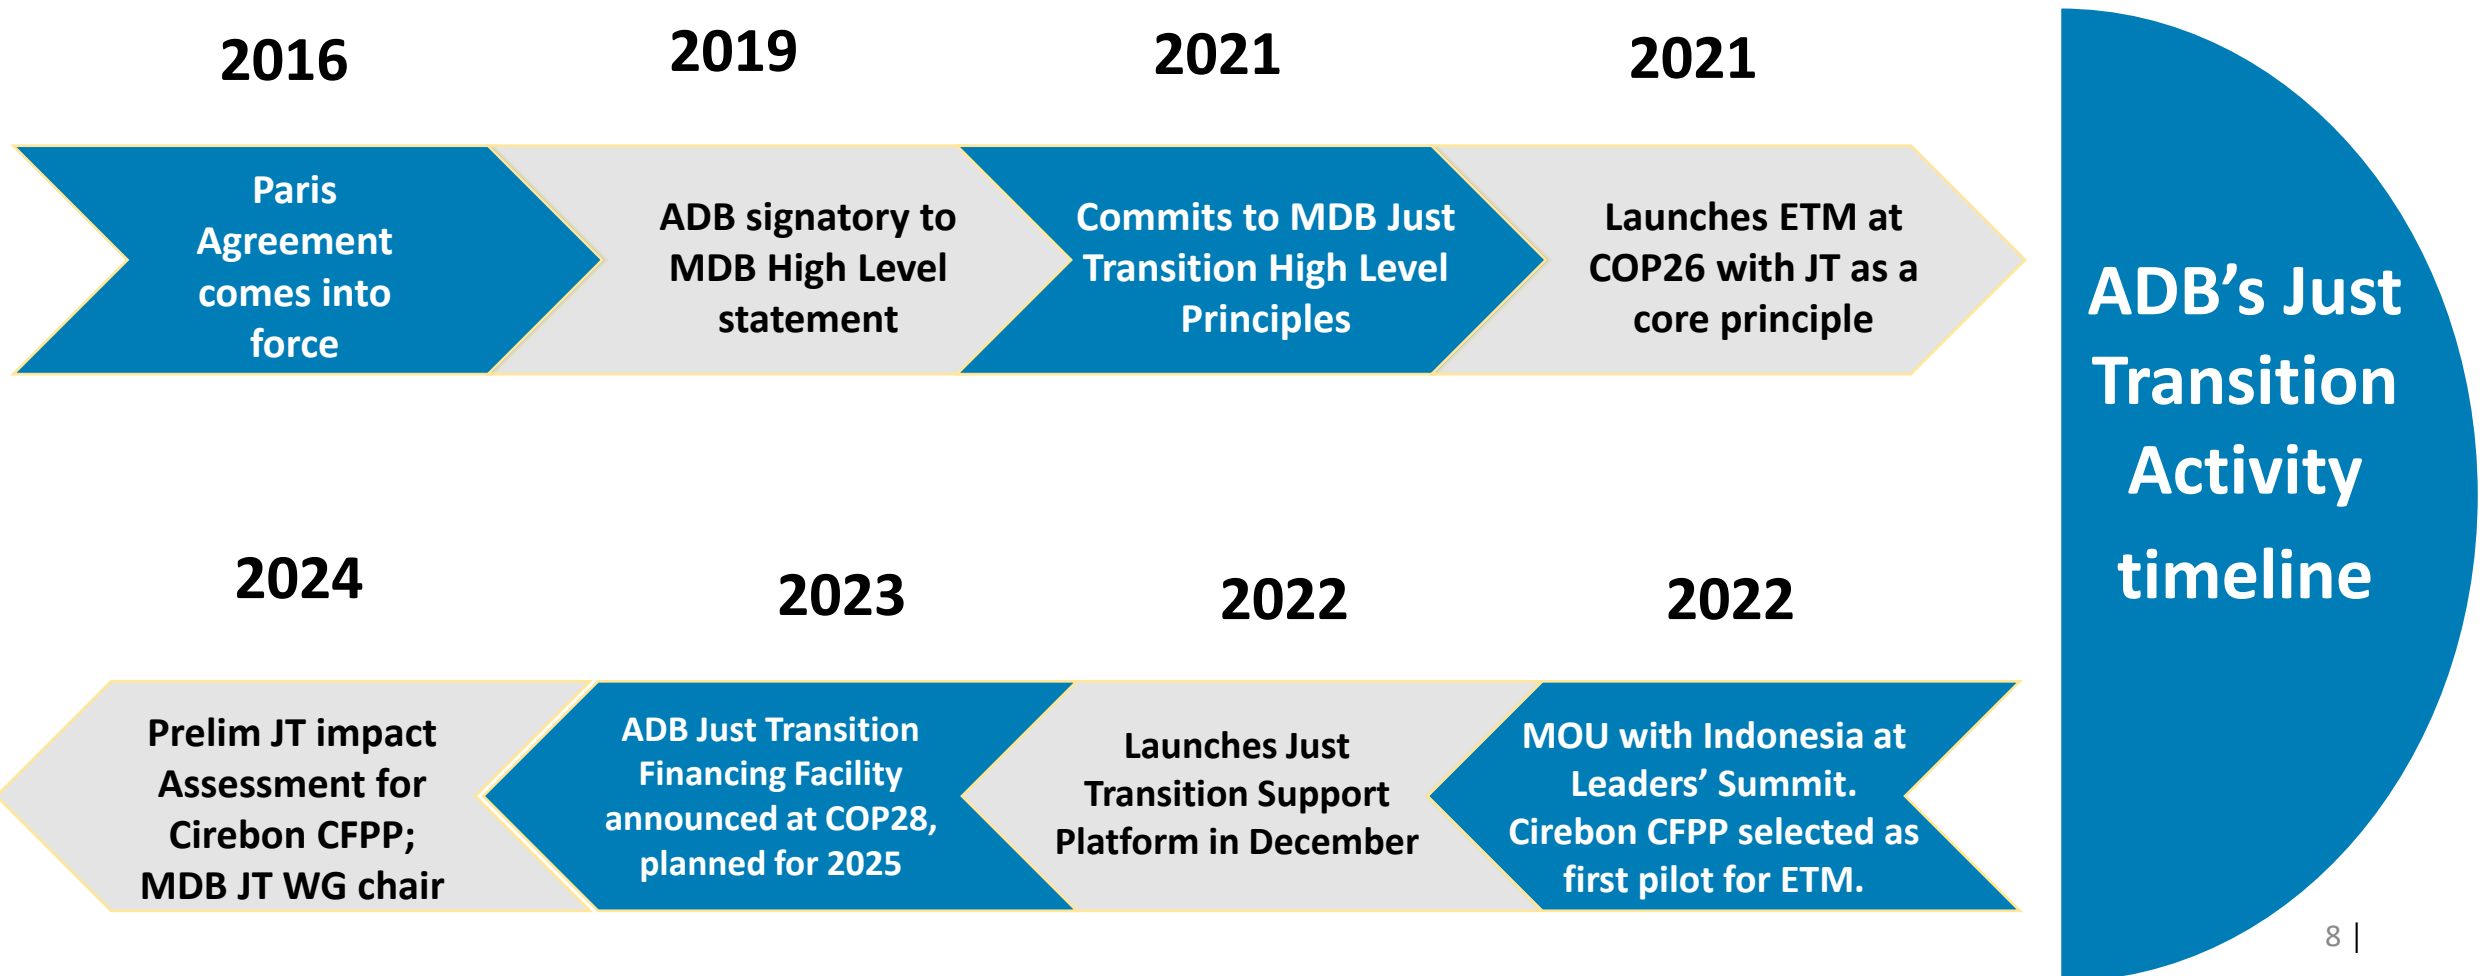 2016
2019
2021
2021
Paris
Agreement
comes into
force
ADB signatory to
MDB High Level
statement
Commits to MDB Just
Transition High Level
Principles
Launches ETM at
COP26 with JT as a
core principle
ADB’s Just
Transition
Activity
timeline
2024
2023
2022
2022
Prelim JT impact
Assessment for
Cirebon CFPP;
MDB JT WG chair
ADB Just Transition
Financing Facility
announced at COP28,
planned for 2025
Launches Just
Transition Support
Platform in December
MOU with Indonesia at
Leaders’ Summit.
Cirebon CFPP selected as
first pilot for ETM.
8 |